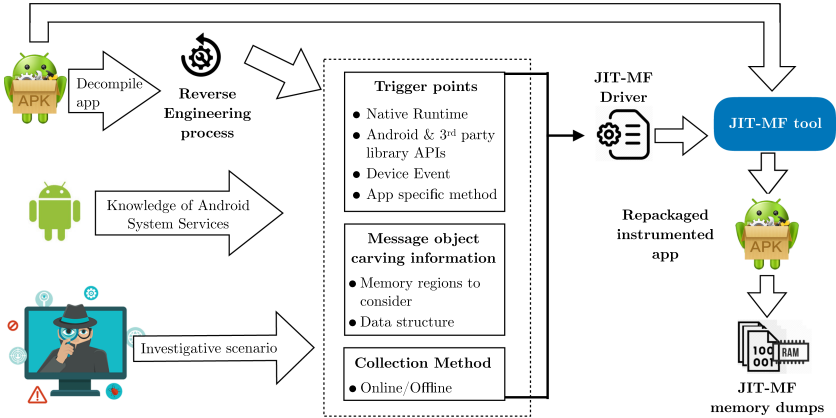 APK
Decompile
app
Reverse
Engineering
process
Knowledge of Android
System Services
Investigative scenario
Trigger points
● Native Runtime
● Android & 3rd party
library APIs
● Device Event
● App specific method
Message object
carving information
● Memory regions to
consider
● Data structure
Collection Method
● Online/Offline
JIT-MF
Driver
JIT-MF tool
Repackaged
instrumented
app
APK
100
001
RAM
JIT-MF
memory dumps